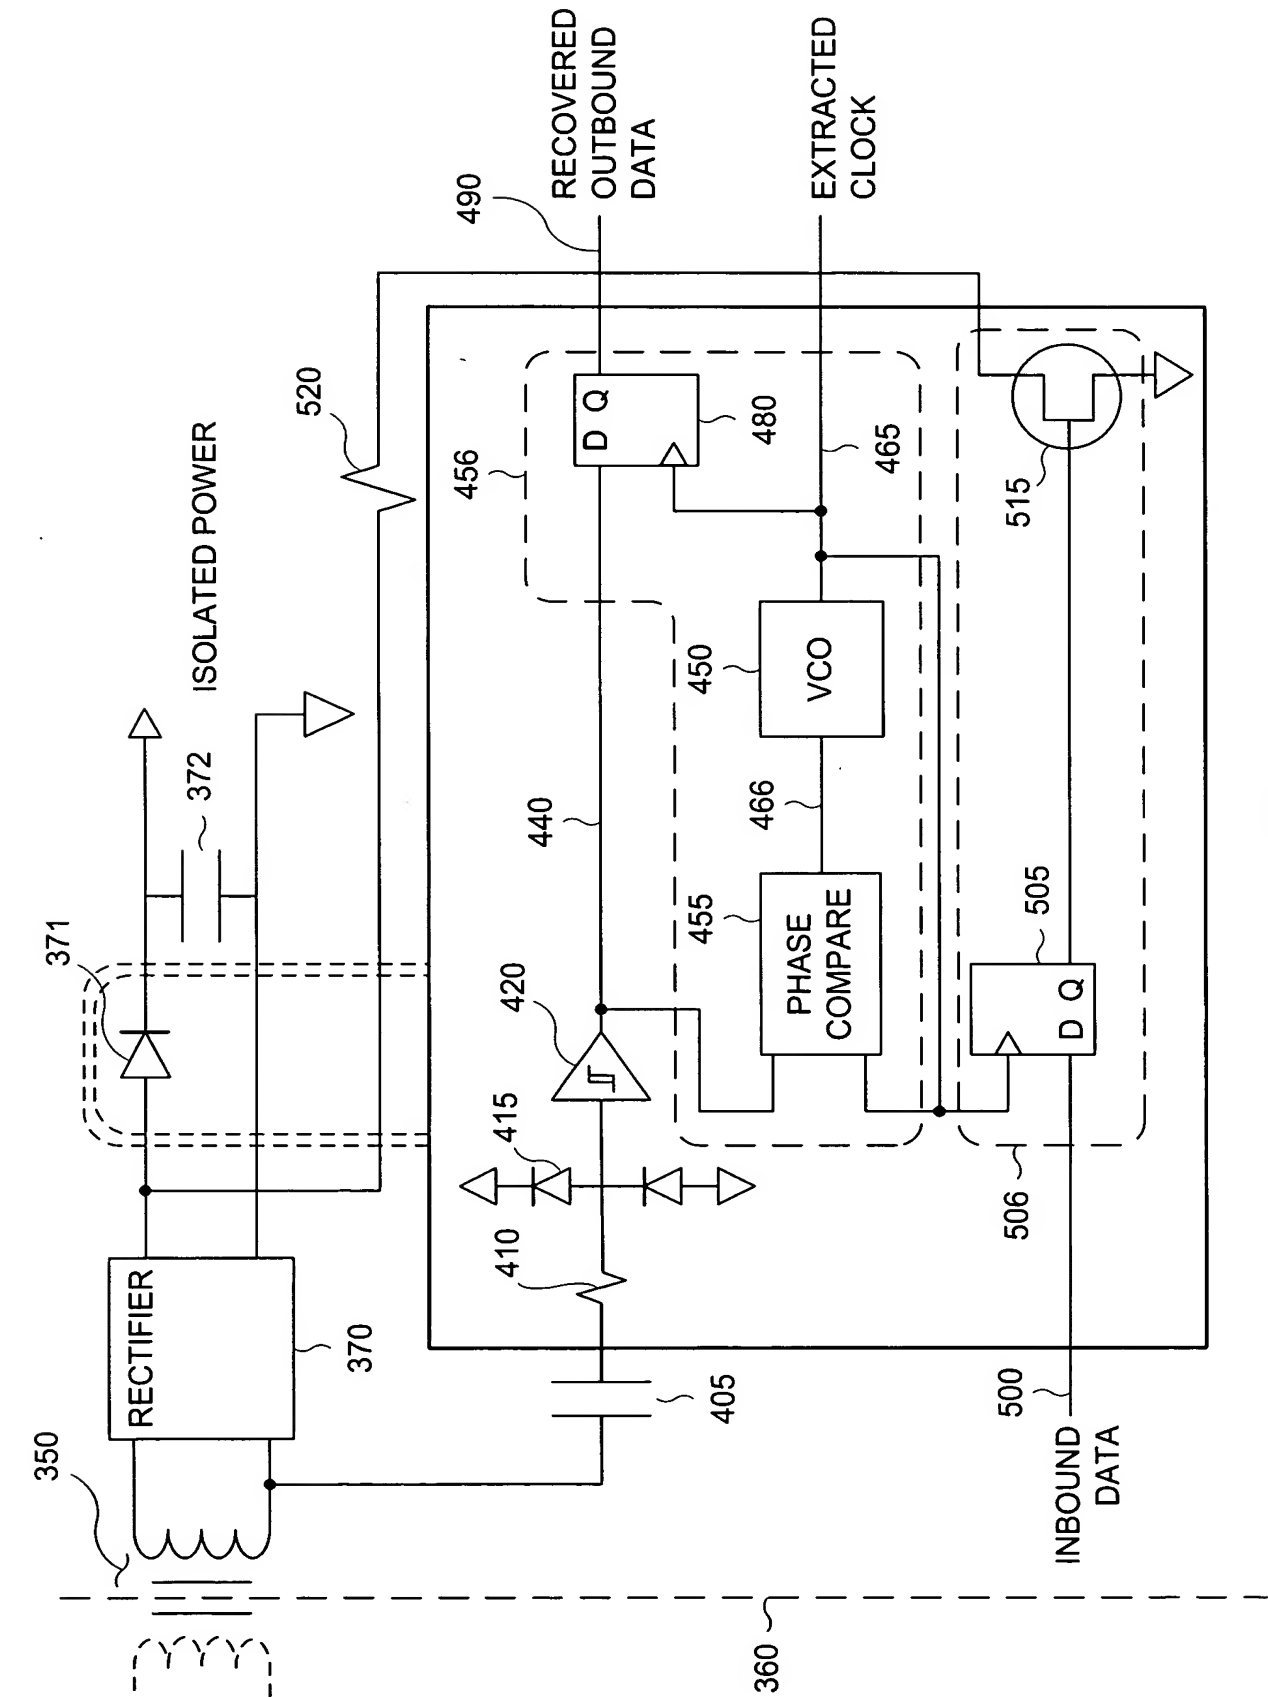 350
371
372
ISOLATED POWER
520
RECTIFIER
370
490
RECOVERED
OUTBOUND
DATA
EXTRACTED
CLOCK
405
410
415
420
440
456
D Q
480
465
PHASE
COMPARE
455
466
VCO
450
INBOUND
DATA
500
506
D Q
505
515
360